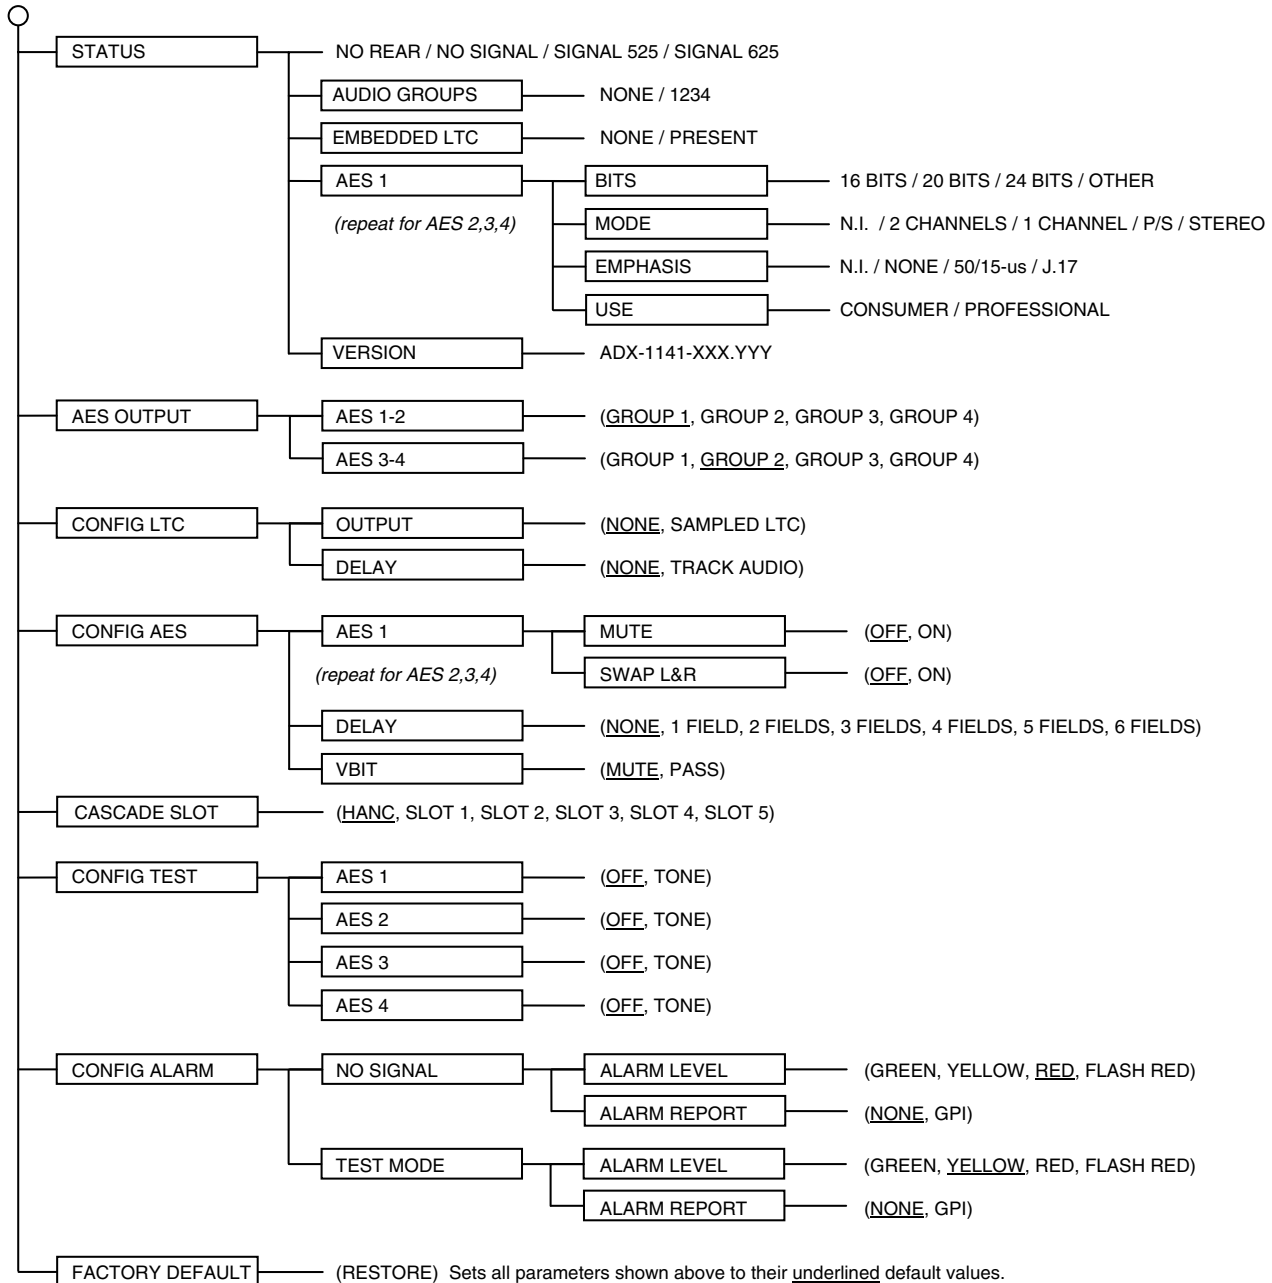 STATUS NO REAR / NO SIGNAL / SIGNAL 525 / SIGNAL 625
AUDIO GROUPS NONE / 1234
EMBEDDED LTC NONE / PRESENT
AES 1 BITS 16 BITS / 20 BITS / 24 BITS / OTHER
(repeat for AES 2,3,4) MODE N.I. / 2 CHANNELS / 1 CHANNEL / P/S / STEREO
EMPHASIS N.I. / NONE / 50/15-us / J.17
USE CONSUMER / PROFESSIONAL
VERSION ADX-1141-XXX.YYY
AES OUTPUT AES 1-2 (GROUP 1, GROUP 2, GROUP 3, GROUP 4)
AES 3-4 (GROUP 1, GROUP 2, GROUP 3, GROUP 4)
CONFIG LTC OUTPUT (NONE, SAMPLED LTC)
DELAY (NONE, TRACK AUDIO)
CONFIG AES AES 1 MUTE (OFF, ON)
(repeat for AES 2,3,4) SWAP L&R (OFF, ON)
DELAY (NONE, 1 FIELD, 2 FIELDS, 3 FIELDS, 4 FIELDS, 5 FIELDS, 6 FIELDS)
VBIT (MUTE, PASS)
CASCADE SLOT (HANC, SLOT 1, SLOT 2, SLOT 3, SLOT 4, SLOT 5)
CONFIG TEST AES 1 (OFF, TONE)
AES 2 (OFF, TONE)
AES 3 (OFF, TONE)
AES 4 (OFF, TONE)
CONFIG ALARM NO SIGNAL ALARM LEVEL (GREEN, YELLOW, RED, FLASH RED)
ALARM REPORT (NONE, GPI)
TEST MODE ALARM LEVEL (GREEN, YELLOW, RED, FLASH RED)
ALARM REPORT (NONE, GPI)
FACTORY DEFAULT (RESTORE) Sets all parameters shown above to their underlined default values.